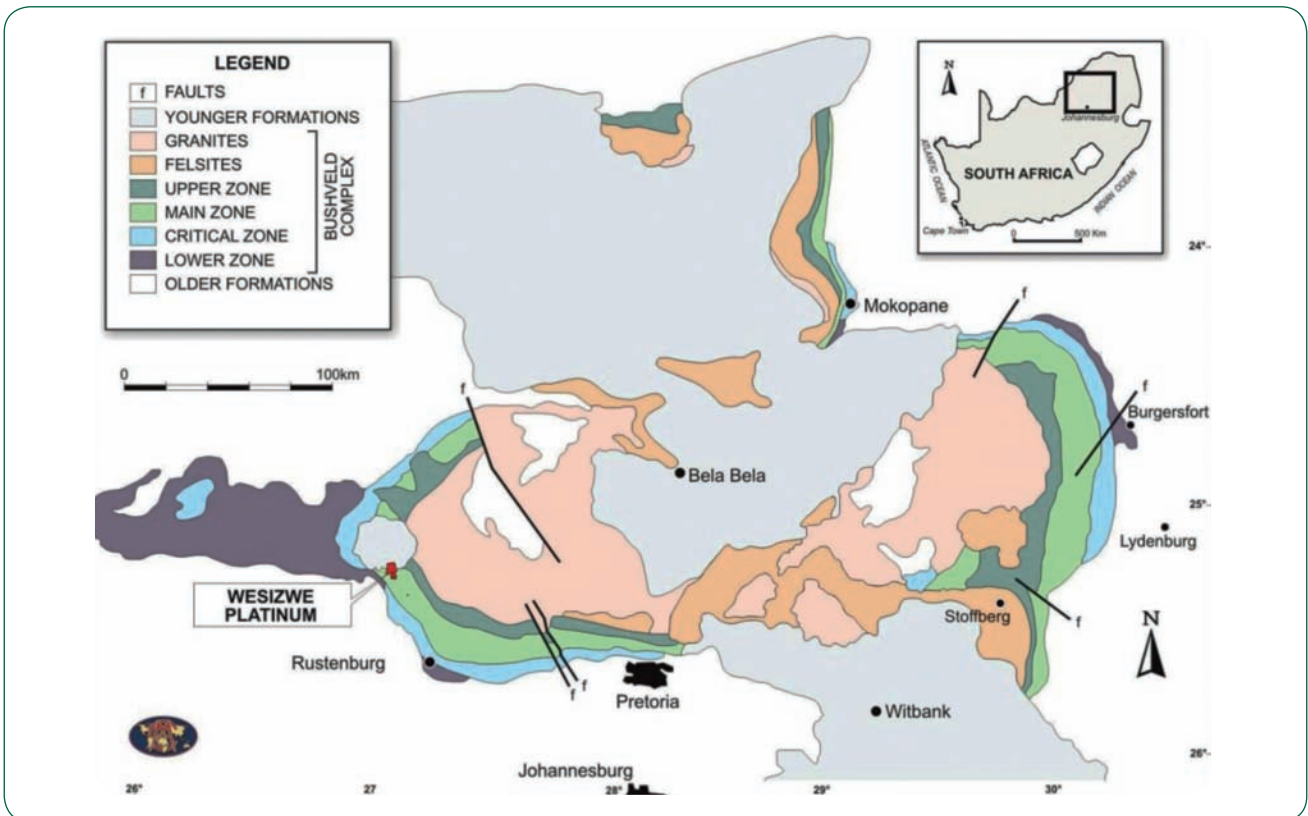 LEGEND
f FAULTS
YOUNGER FORMATIONS
GRANITES
FELSITES
UPPER ZONE
MAIN ZONE
CRITICAL ZONE
LOWER ZONE
OLDER FORMATIONS
BUSHVELD
COMPLEX
N
Johannesburg
ATLANTIC OCEAN
SOUTH AFRICA
INDIAN OCEAN
Cape Town
0 500 Km
24°
Mokopane
f
0 100km
f
f
Burgersfort
Bela Bela
25°
Lydenburg
WESIZWE
PLATINUM
Stoffberg
f
N
Rustenburg
f f
Pretoria
Witbank
26°
Johannesburg
26° 27 28° 29° 30°